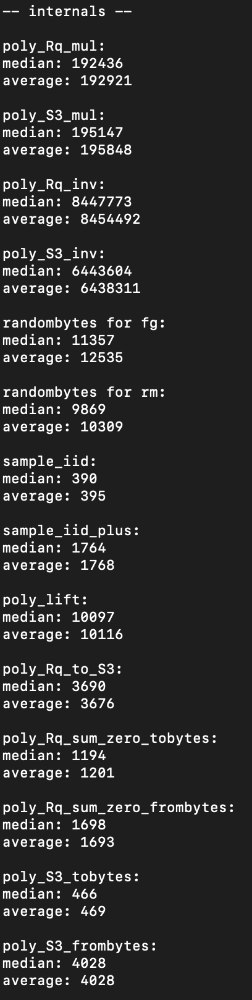 -- internals --
poly_Rq_mul:
median: 192436
average: 192921
poly_S3_mul:
median: 195147
average: 195848
poly_Rq_inv:
median: 8447773
average: 8454492
poly_S3_inv:
median: 6443604
average: 6438311
randombytes for fg:
median: 11357
average: 12535
randombytes for rm:
median: 9869
average: 10309
sample_iid:
median: 390
average: 395
sample_iid_plus:
median: 1764
average: 1768
poly_lift:
median: 10097
average: 10116
poly_Rq_to_S3:
median: 3690
average: 3676
poly_Rq_sum_zero_tobytes:
median: 1194
average: 1201
poly_Rq_sum_zero_frombytes:
median: 1698
average: 1693
poly_S3_tobytes:
median: 466
average: 469
poly_S3_frombytes:
median: 4028
average: 4028